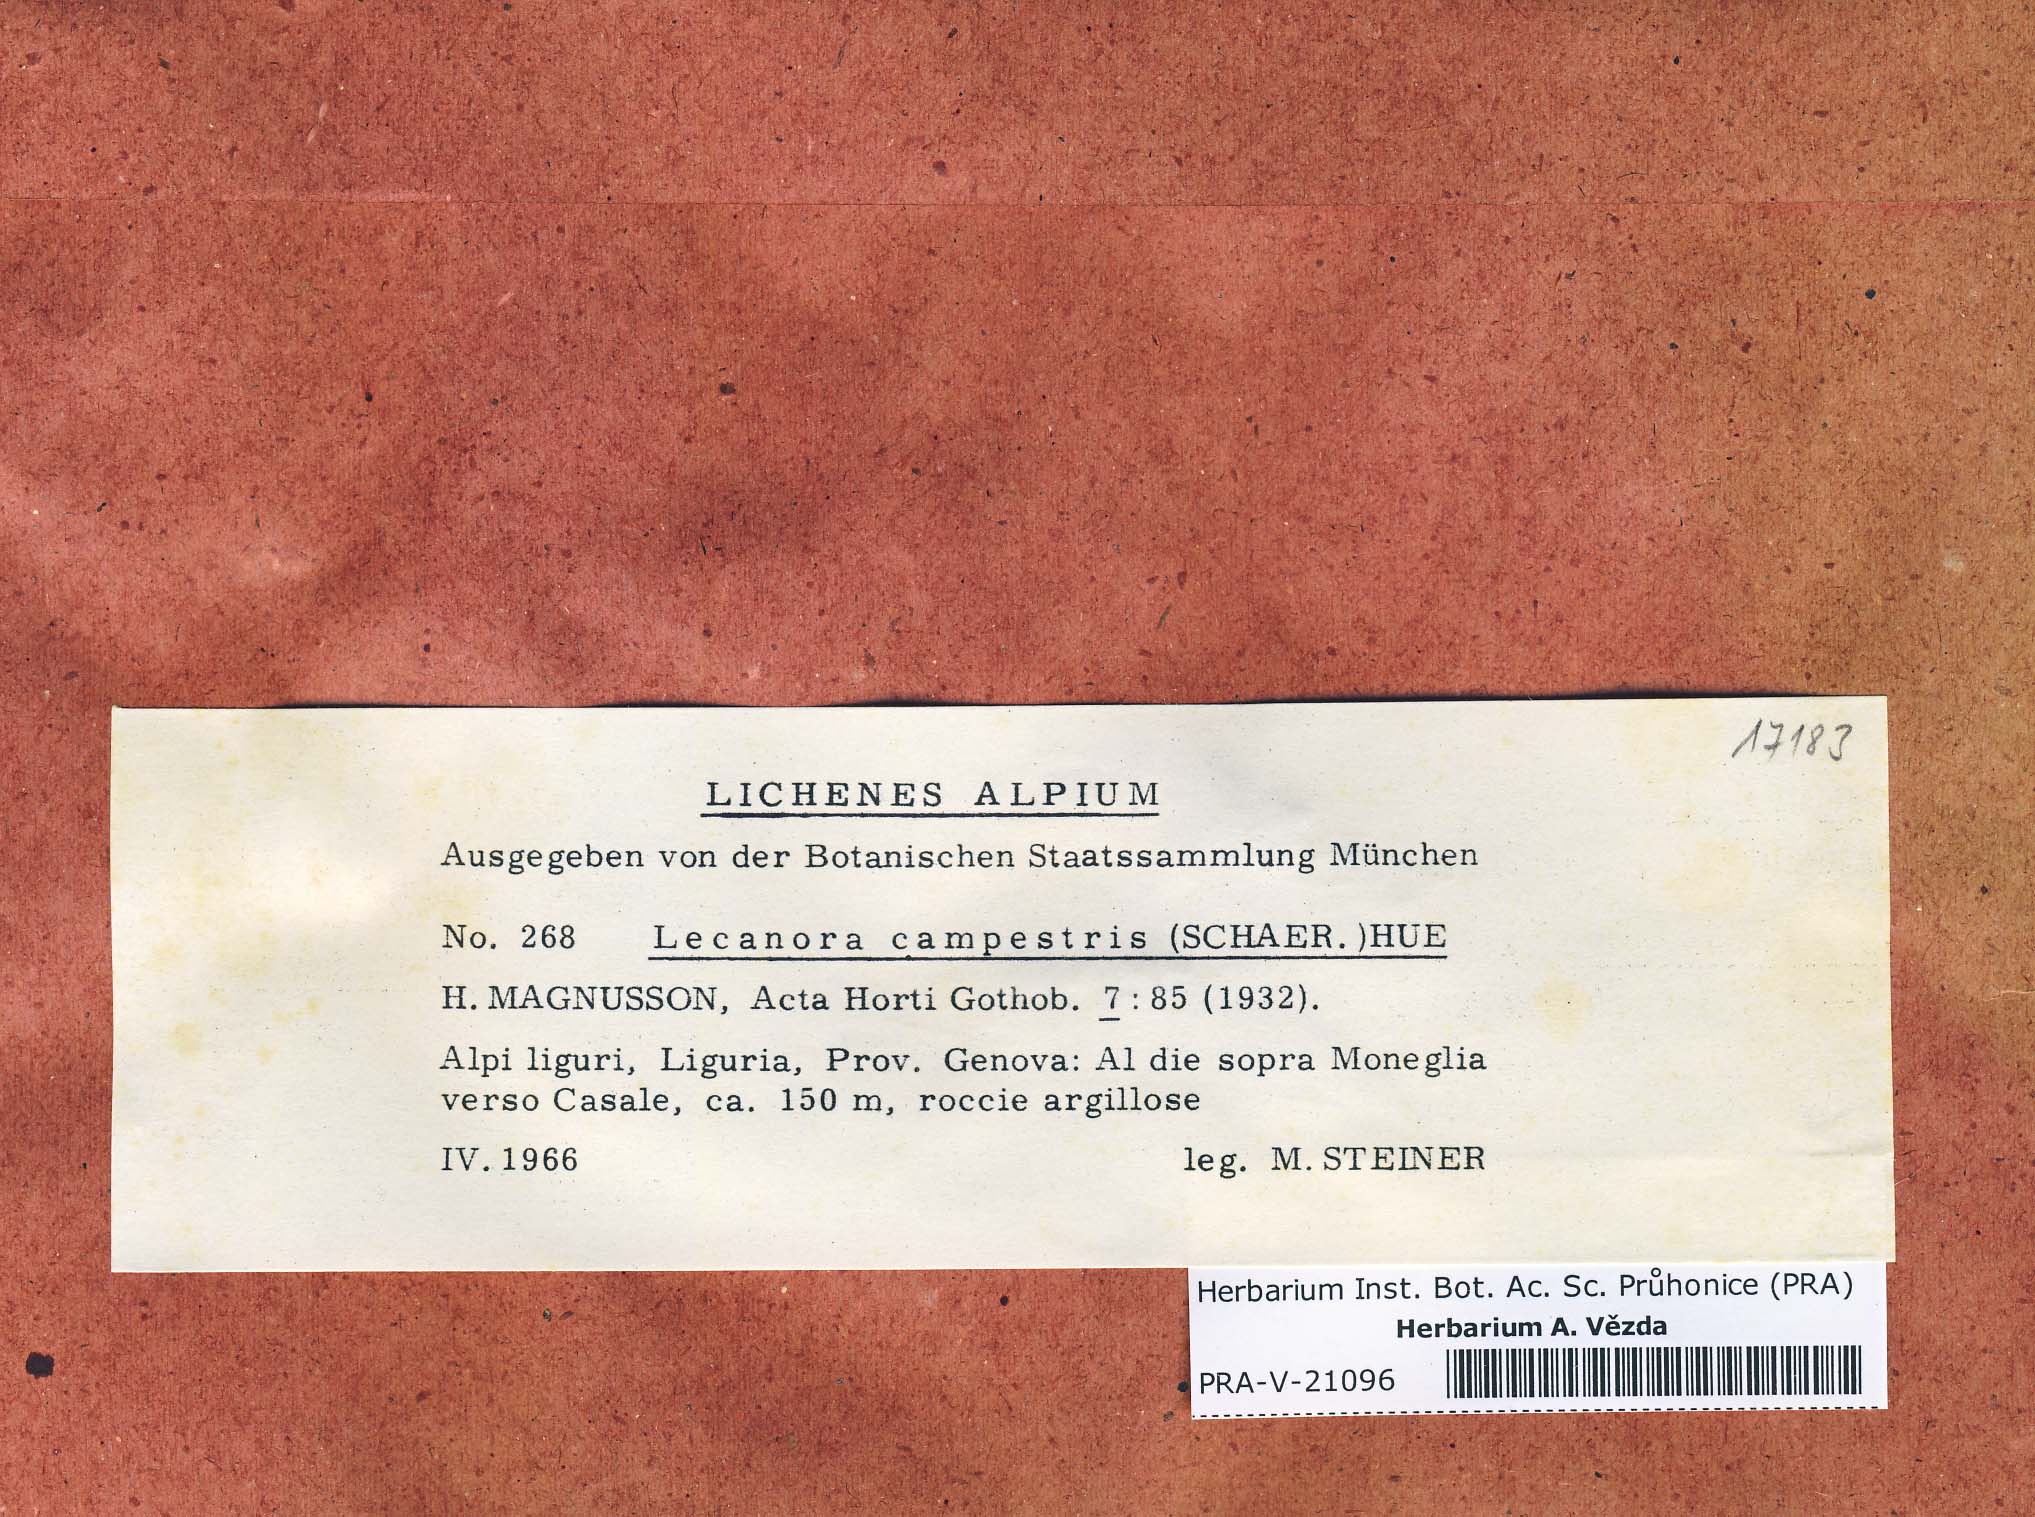 17183
LICHENES ALPIUM
Ausgegeben von der Botanischen Staatssammlung München
No. 268 Lecanora campestris (SCHAER.)HUE
H. MAGNUSSON, Acta Horti Gothob. 7 : 85 (1932).
Alpi liguri, Liguria, Prov. Genova: Al die sopra Moneglia
verso Casale, ca. 150 m, roccie argillose
IV. 1966 leg. M. STEINER
Herbarium Inst. Bot. Ac. Sc. Průhonice (PRA)
Herbarium A. Vězda
PRA-V-21096